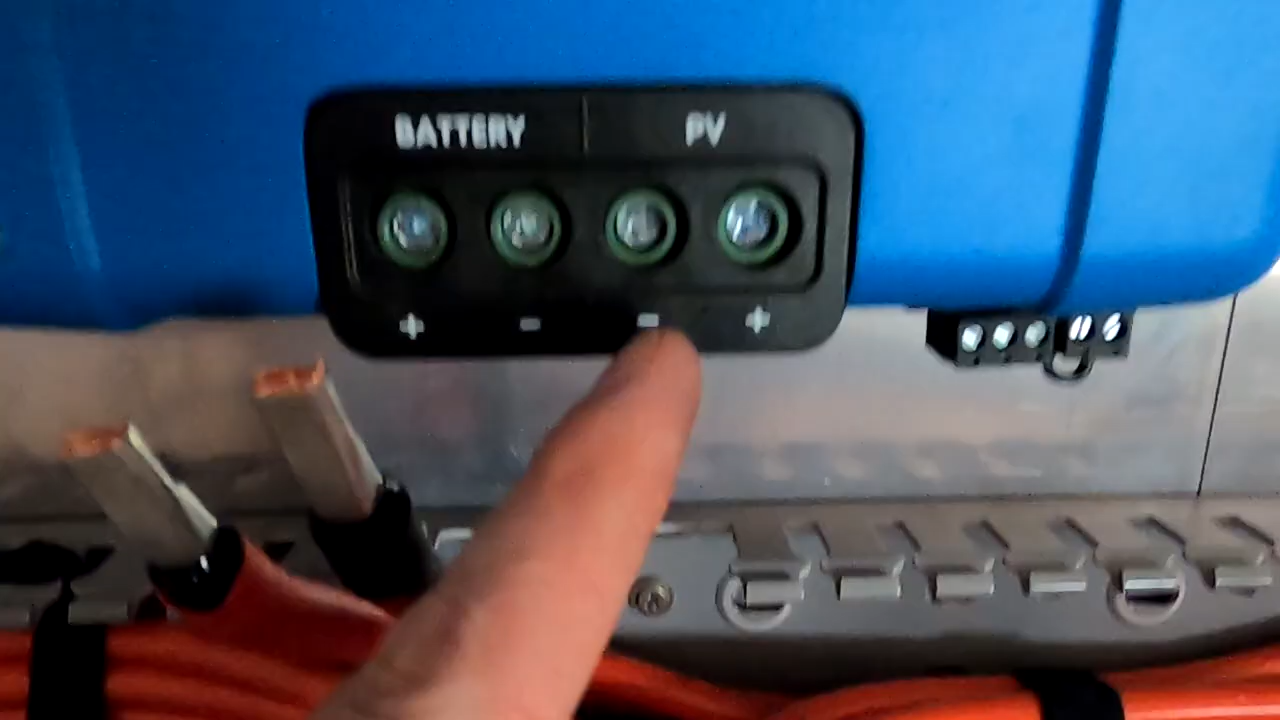 BATTERY PV
+ - - +